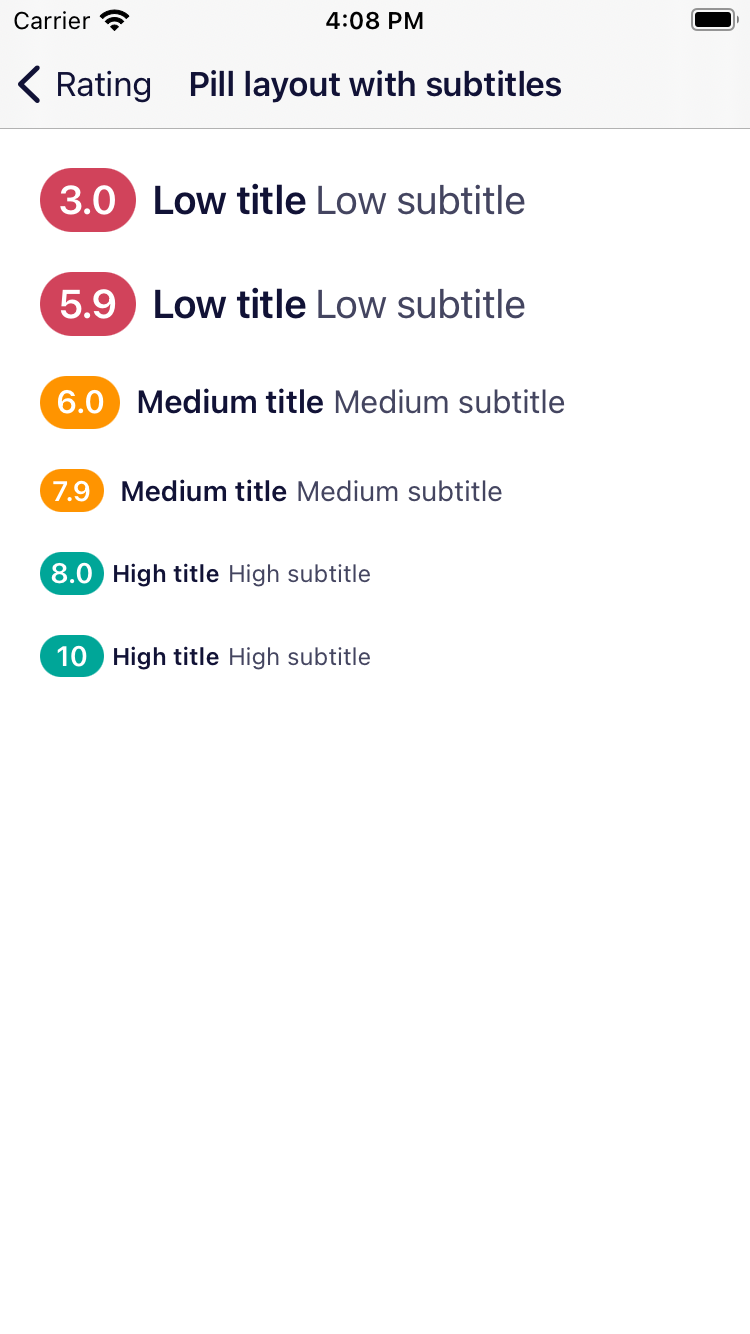 Carrier 4:08 PM
Rating Pill layout with subtitles
3.0 Low title Low subtitle
5.9 Low title Low subtitle
6.0 Medium title Medium subtitle
7.9 Medium title Medium subtitle
8.0 High title High subtitle
10 High title High subtitle